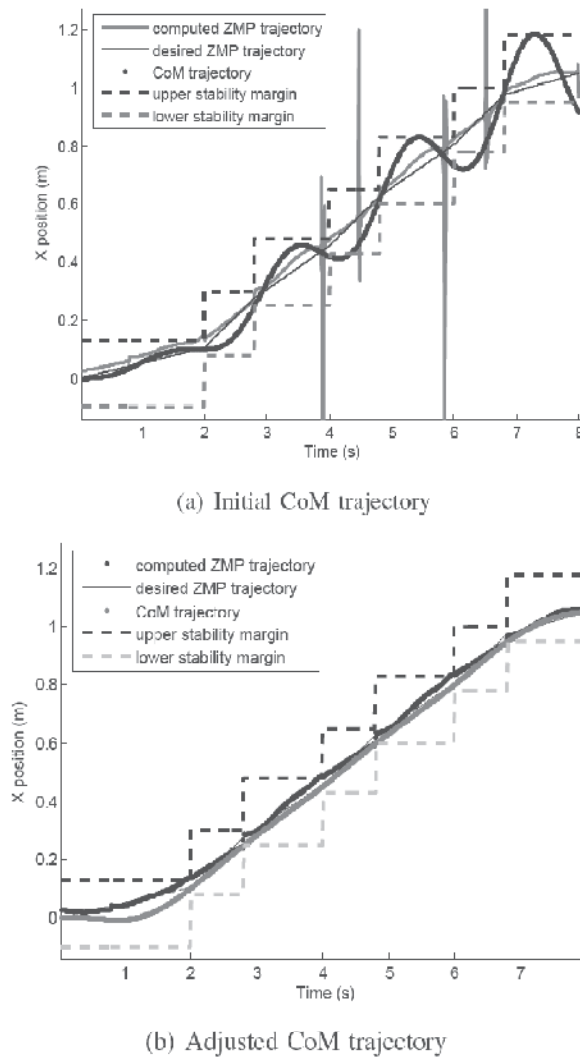 computed ZMP trajectory
desired ZMP trajectory
CoM trajectory
upper stability margin
lower stability margin
X position (m)
1.2
1
0.8
0.6
0.4
0.2
0
1 2 3 4 5 6 7 8
Time (s)
(a) Initial CoM trajectory
computed ZMP trajectory
desired ZMP trajectory
CoM trajectory
upper stability margin
lower stability margin
X position (m)
1.2
1
0.8
0.6
0.4
0.2
0
1 2 3 4 5 6 7
Time (s)
(b) Adjusted CoM trajectory